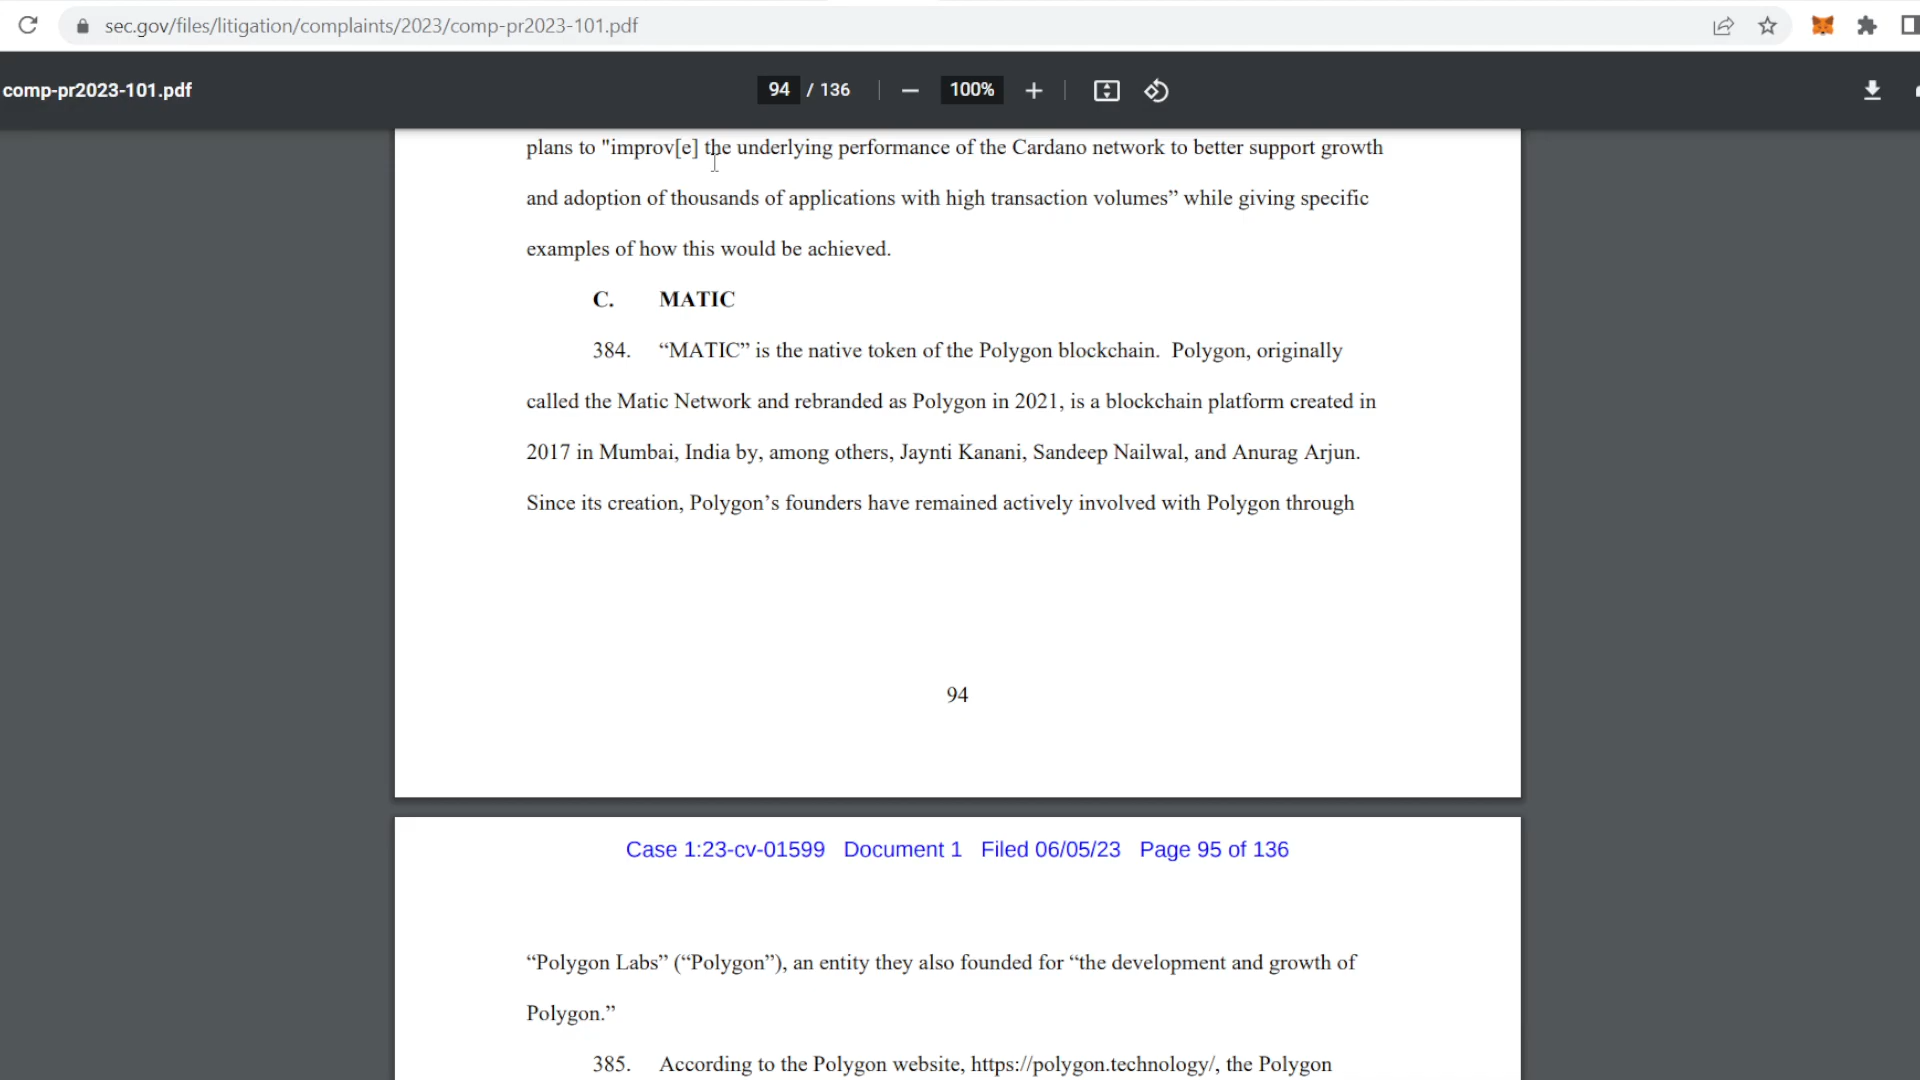 sec.gov/files/litigation/complaints/2023/comp-pr2023-101.pdf
comp-pr2023-101.pdf
94 / 136
100%
plans to "improv[e] the underlying performance of the Cardano network to better support growth
and adoption of thousands of applications with high transaction volumes” while giving specific
examples of how this would be achieved.
C. MATIC
384. “MATIC” is the native token of the Polygon blockchain. Polygon, originally
called the Matic Network and rebranded as Polygon in 2021, is a blockchain platform created in
2017 in Mumbai, India by, among others, Jaynti Kanani, Sandeep Nailwal, and Anurag Arjun.
Since its creation, Polygon’s founders have remained actively involved with Polygon through
94
Case 1:23-cv-01599 Document 1 Filed 06/05/23 Page 95 of 136
“Polygon Labs” (“Polygon”), an entity they also founded for “the development and growth of
Polygon.”
385. According to the Polygon website, https://polygon.technology/, the Polygon